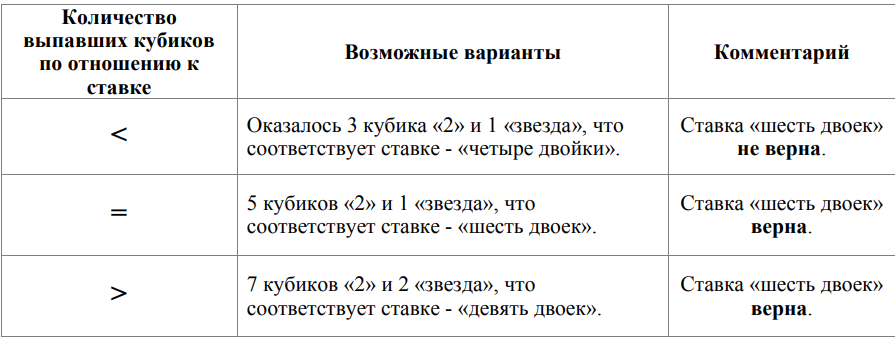 Количество
выпавших кубиков
по отношению к
ставке
Возможные варианты
Комментарий
<
Оказалось 3 кубика «2» и 1 «звезда», что
соответствует ставке - «четыре двойки».
Ставка «шесть двоек»
не верна.
=
5 кубиков «2» и 1 «звезда», что
соответствует ставке - «шесть двоек».
Ставка «шесть двоек»
верна.
>
7 кубиков «2» и 2 «звезда», что
соответствует ставке - «девять двоек».
Ставка «шесть двоек»
верна.